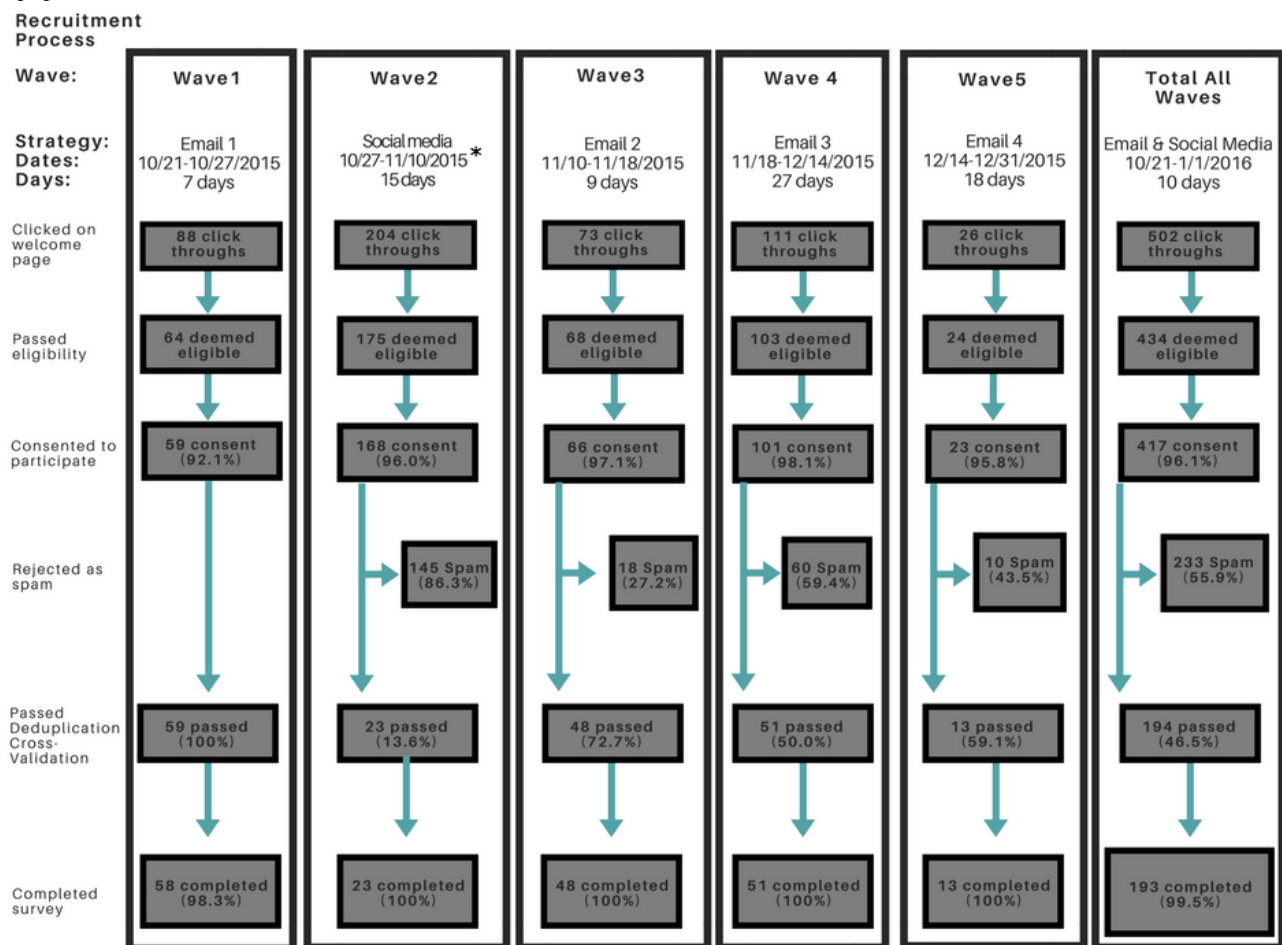 Recruitment
Process
Wave:
Wave1
Wave2
Wave3
Wave 4
Wave5
Total All
Waves
Strategy:
Dates:
Days:
Email 1
10/21-10/27/2015
7 days
Social media
10/27-11/10/2015 *
15 days
Email 2
11/10-11/18/2015
9 days
Email 3
11/18-12/14/2015
27 days
Email 4
12/14-12/31/2015
18 days
Email & Social Media
10/21-1/1/2016
10 days
Clicked on
welcome
page
88 click
throughs
204 click
throughs
73 click
throughs
111 click
throughs
26 click
throughs
502 click
throughs
Passed
eligibility
64 deemed
eligible
175 deemed
eligible
68 deemed
eligible
103 deemed
eligible
24 deemed
eligible
434 deemed
eligible
Consented to
participate
59 consent
(92.1%)
168 consent
(96.0%)
66 consent
(97.1%)
101 consent
(98.1%)
23 consent
(95.8%)
417 consent
(96.1%)
Rejected as
spam
145 Spam
(86.3%)
18 Spam
(27.2%)
60 Spam
(59.4%)
10 Spam
(43.5%)
233 Spam
(55.9%)
Passed
Deduplication
Cross-
Validation
59 passed
(100%)
23 passed
(13.6%)
48 passed
(72.7%)
51 passed
(50.0%)
13 passed
(59.1%)
194 passed
(46.5%)
Completed
survey
58 completed
(98.3%)
23 completed
(100%)
48 completed
(100%)
51 completed
(100%)
13 completed
(100%)
193 completed
(99.5%)